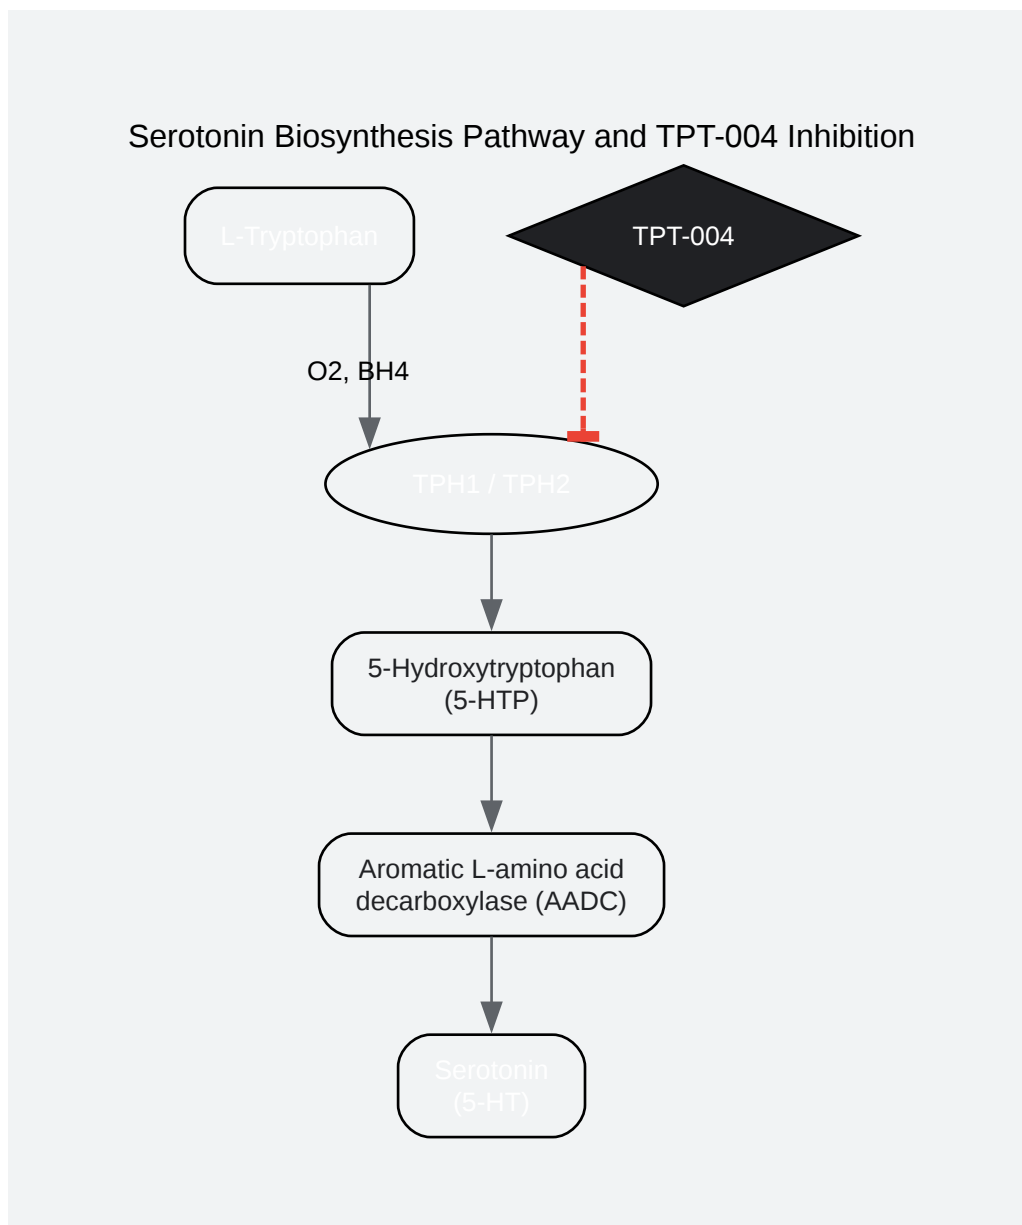 Serotonin Biosynthesis Pathway and TPT-004 Inhibition
L-Tryptophan
TPT-004
O2, BH4
TPH1 / TPH2
5-Hydroxytryptophan
(5-HTP)
Aromatic L-amino acid
decarboxylase (AADC)
Serotonin
(5-HT)